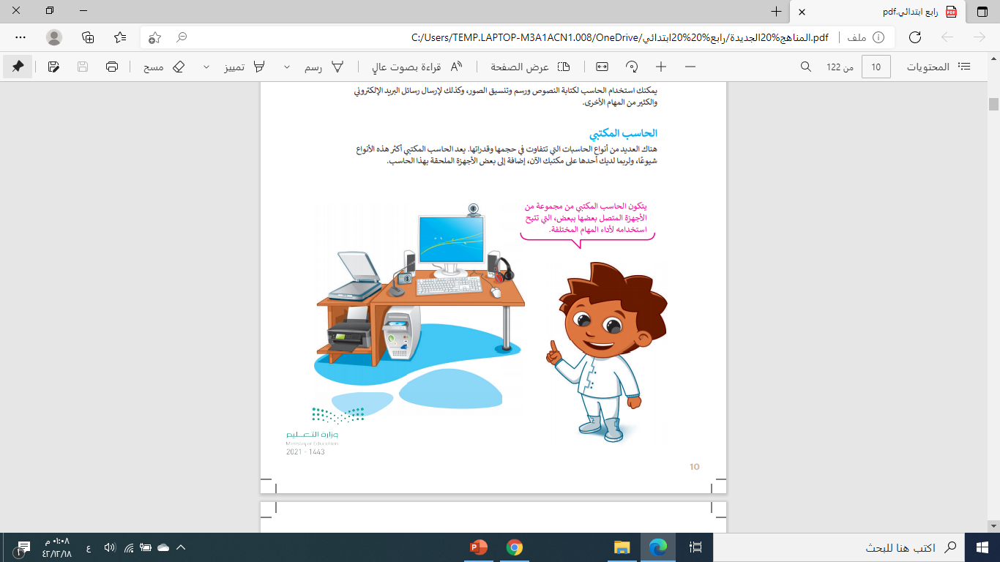 رابع ابتدائي.pdf
ملف
C:/Users/TEMP.LAPTOP-M3A1ACN1.008/OneDrive/المناهج%20الجديدة/رابع%20%20ابتدائي.pdf
المحتويات
10
من 122
عرض الصفحة
قراءة بصوت عالٍ
رسم
تمييز
مسح
يمكنك استخدام الحاسب لكتابة النصوص ورسم وتنسيق الصور، وكذلك لإرسال رسائل البريد الإلكتروني
والكثير من المهام الأخرى.
الحاسب المكتبي
هناك العديد من أنواع الحاسبات التي تتفاوت في حجمها وقدراتها. يعد الحاسب المكتبي أكثر هذه الأنواع
شيوعًا، ولربما لديك أحدها على مكتبك الآن، إضافة إلى بعض الأجهزة الملحقة بهذا الحاسب.
يتكون الحاسب المكتبي من مجموعة من
الأجهزة المتصل بعضها ببعض، التي تتيح
استخدامه لأداء المهام المختلفة.
وزارة التعـــليم
Ministry of Education
2021 - 1443
10
اكتب هنا للبحث
ع
٠١:٠٨ م
٤٢/١٢/١٨
١